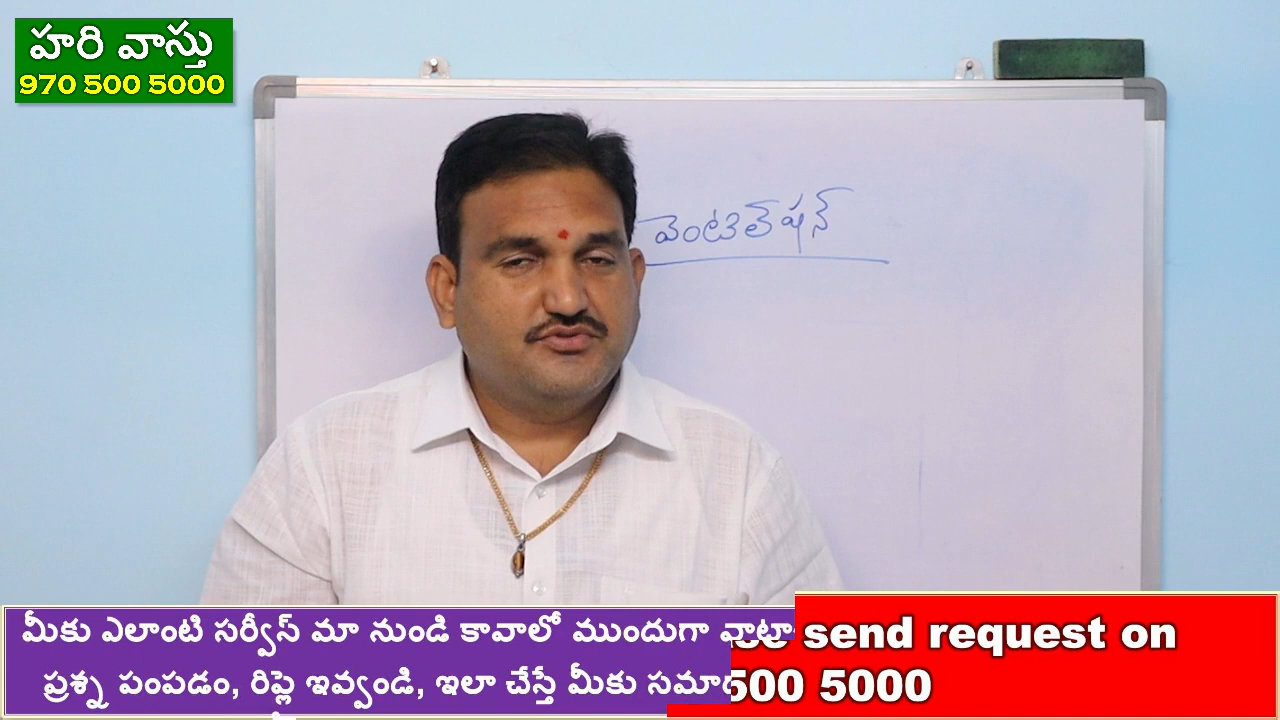 హరి వాస్తు
970 500 5000
వెంటిలేషన్
మీకు ఎలాంటి సర్వీస్ మా నుండి కావాలో ముందుగా
send request on
ప్రశ్న పంపడం, రిప్లై ఇవ్వండి, ఇలా చేస్తే మీకు
500 5000